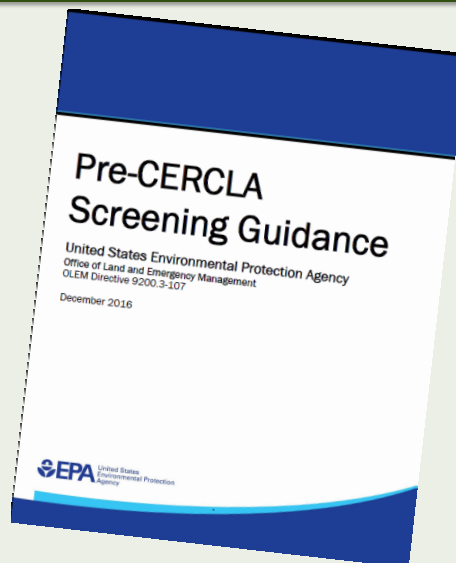 Pre-CERCLA
Screening Guidance
United States Environmental Protection Agency
Office of Land and Emergency Management
OLEM Directive 9200.3-107
December 2016
EPA
United States
Environmental Protection
Agency